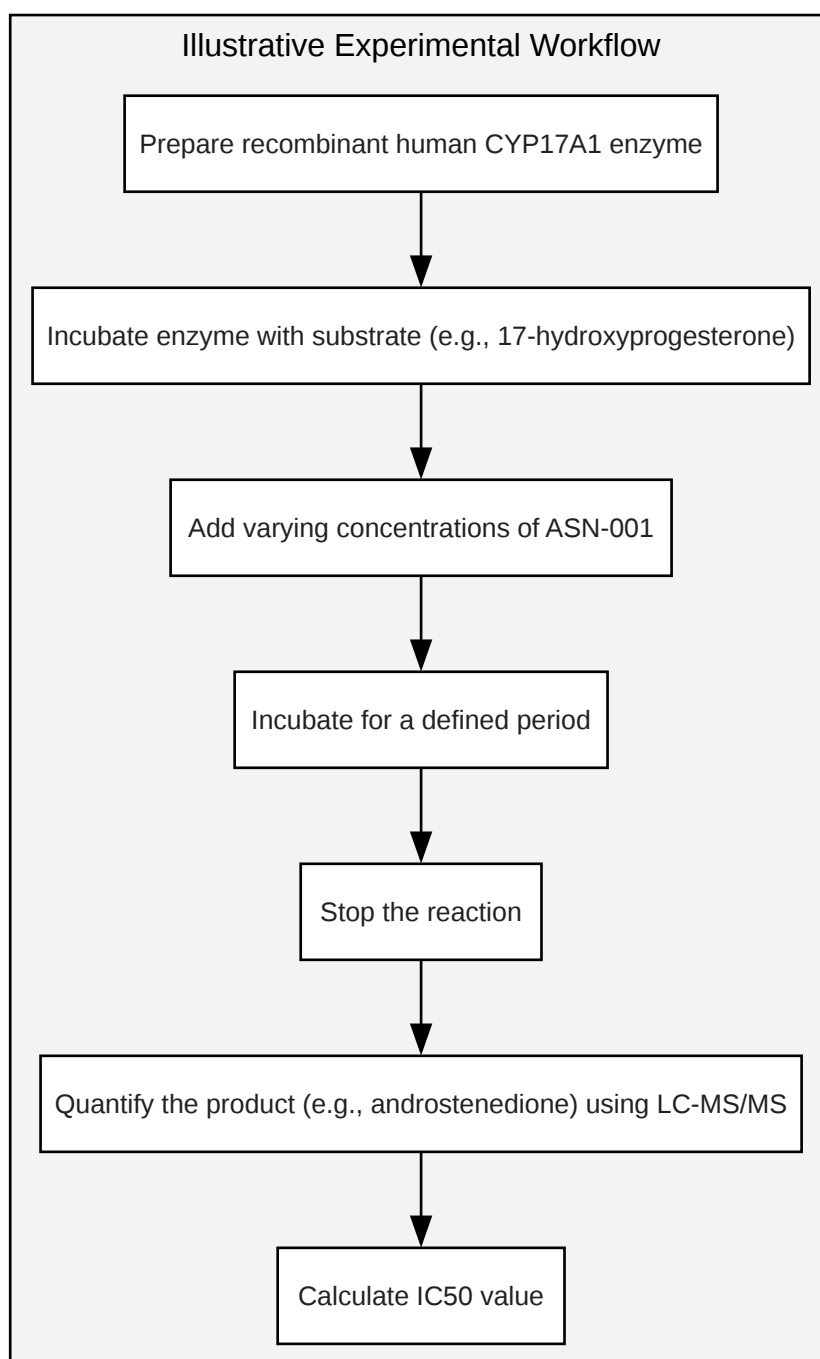 Illustrative Experimental Workflow
Prepare recombinant human CYP17A1 enzyme
Incubate enzyme with substrate (e.g., 17-hydroxyprogesterone)
Add varying concentrations of ASN-001
Incubate for a defined period
Stop the reaction
Quantify the product (e.g., androstenedione) using LC-MS/MS
Calculate IC50 value